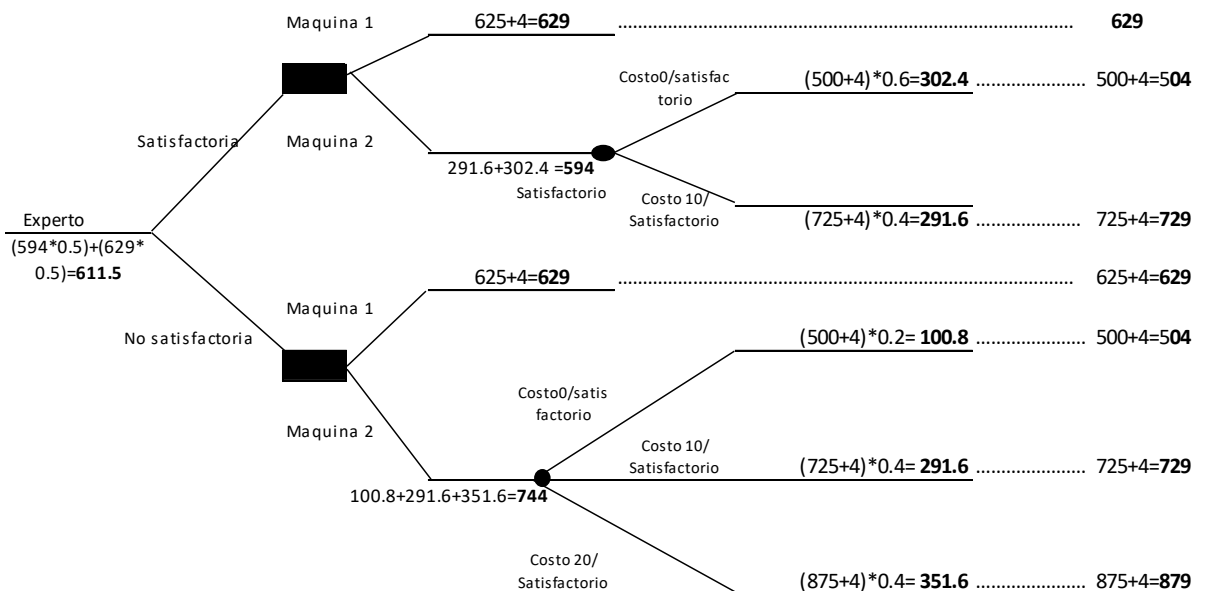 Maquina 1
625+4=629 ........................................ 629
Costo0/satisfac
torio
(500+4)*0.6=302.4 ...................... 500+4=504
Satisfactoria
Maquina 2
291.6+302.4 =594
Satisfactorio
Costo 10/
Satisfactorio
(725+4)*0.4=291.6 ..................... 725+4=729
Experto
(594*0.5)+(629*
0.5)=611.5
625+4=629 ........................................ 625+4=629
Maquina 1
No satisfactoria
(500+4)*0.2= 100.8 ...................... 500+4=504
Costo0/satis
factorio
Maquina 2
Costo 10/
Satisfactorio
(725+4)*0.4= 291.6 ...................... 725+4=729
100.8+291.6+351.6=744
Costo 20/
Satisfactorio
(875+4)*0.4= 351.6 ...................... 875+4=879